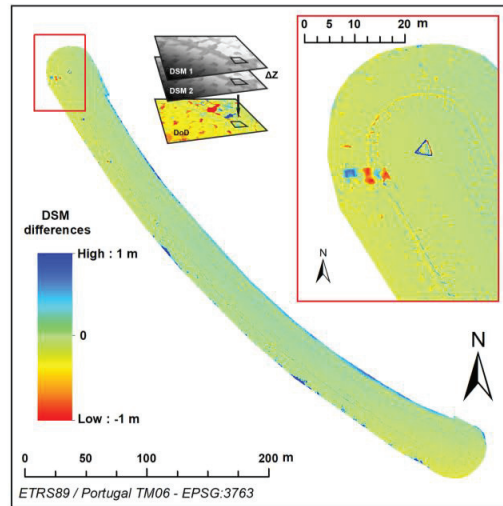 0 5 10 20 m
DSM 1
DSM 2
ΔZ
DoD
DSM
differences
High : 1 m
0
Low : -1 m
N
N
0 50 100 200 m
ETRS89 / Portugal TM06 - EPSG:3763